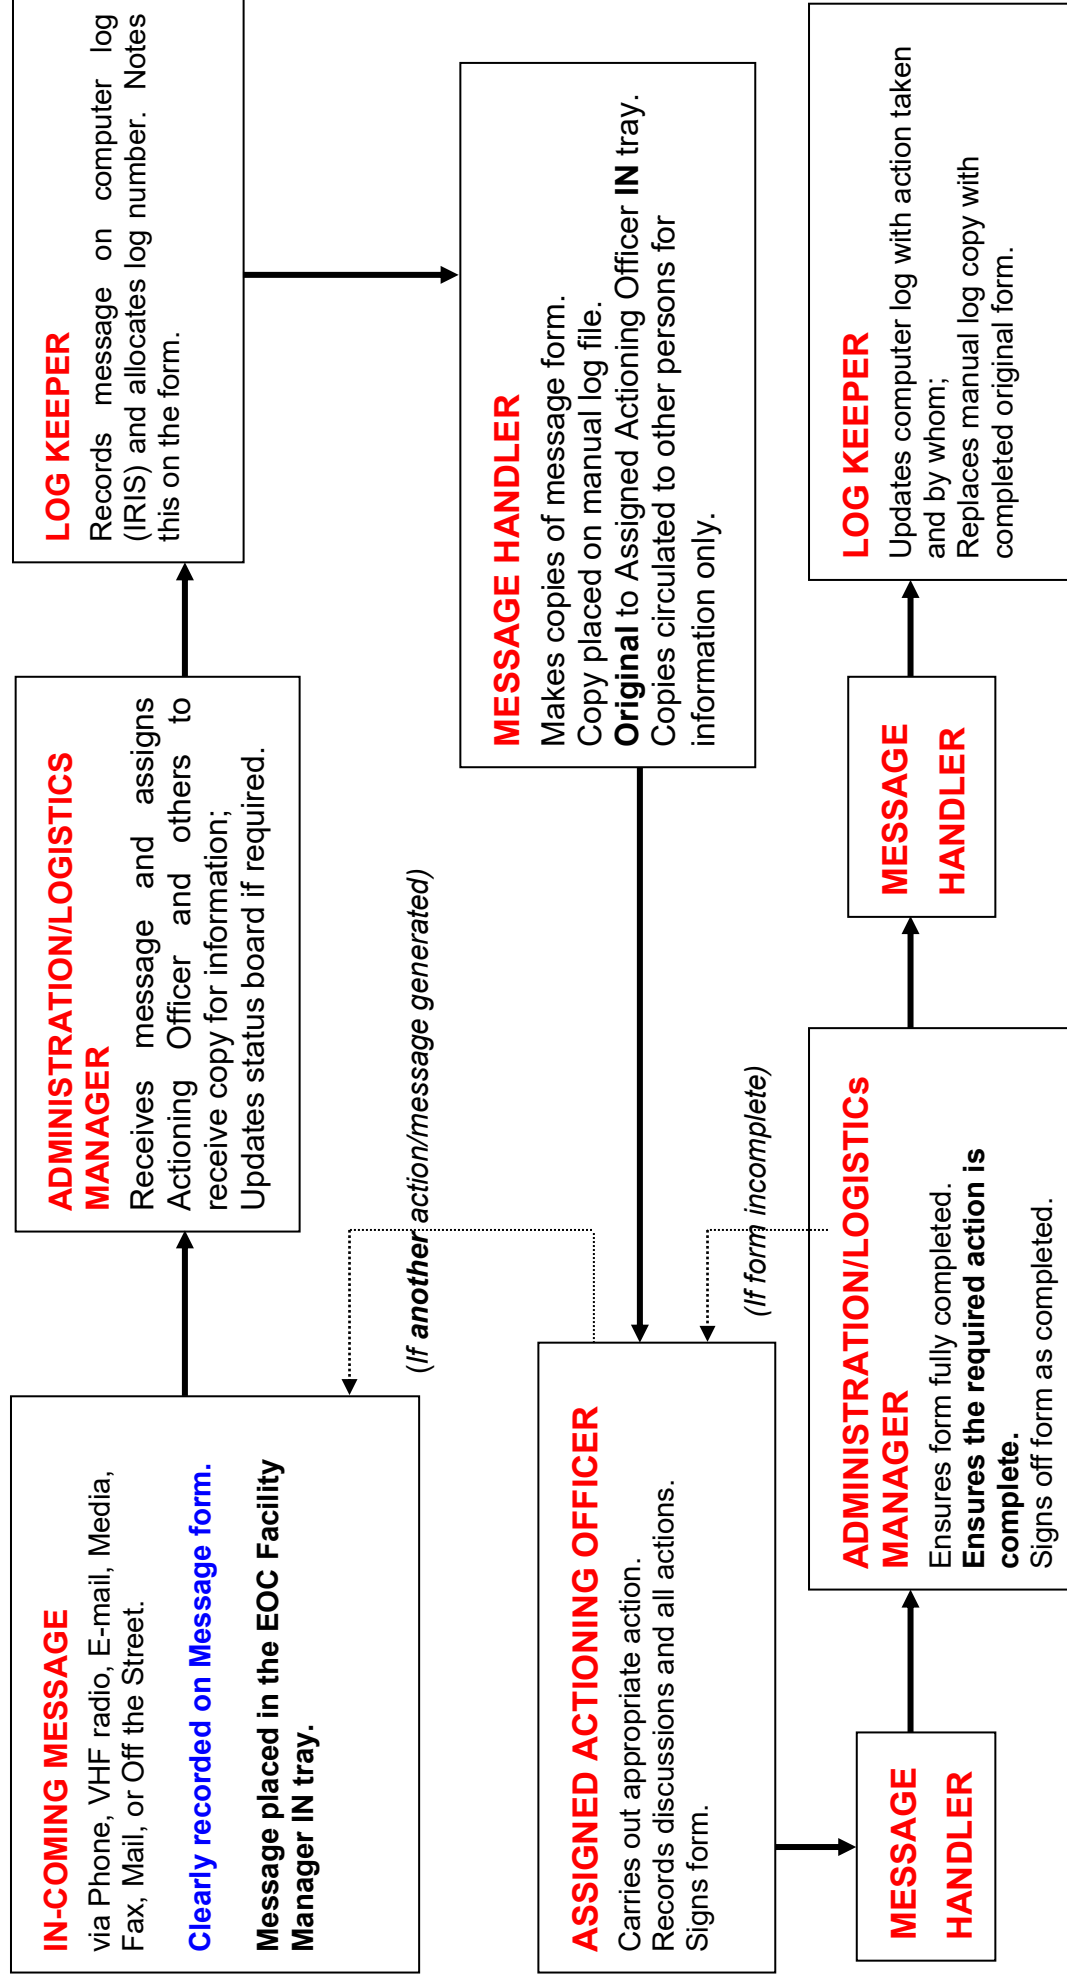 IN-COMING MESSAGE
via Phone, VHF radio, E-mail, Media,
Fax, Mail, or Off the Street.
Clearly recorded on Message form.
Message placed in the EOC Facility
Manager IN tray.
ADMINISTRATION/LOGISTICS
MANAGER
Receives message and assigns
Actioning Officer and others to
receive copy for information;
Updates status board if required.
LOG KEEPER
Records message on computer log
(IRIS) and allocates log number. Notes
this on the form.
MESSAGE HANDLER
Makes copies of message form.
Copy placed on manual log file.
Original to Assigned Actioning Officer IN tray.
Copies circulated to other persons for
information only.
(If another action/message generated)
ASSIGNED ACTIONING OFFICER
Carries out appropriate action.
Records discussions and all actions.
Signs form.
(If form incomplete)
MESSAGE
HANDLER
ADMINISTRATION/LOGISTICs
MANAGER
Ensures form fully completed.
Ensures the required action is
complete.
Signs off form as completed.
MESSAGE
HANDLER
LOG KEEPER
Updates computer log with action taken
and by whom;
Replaces manual log copy with
completed original form.